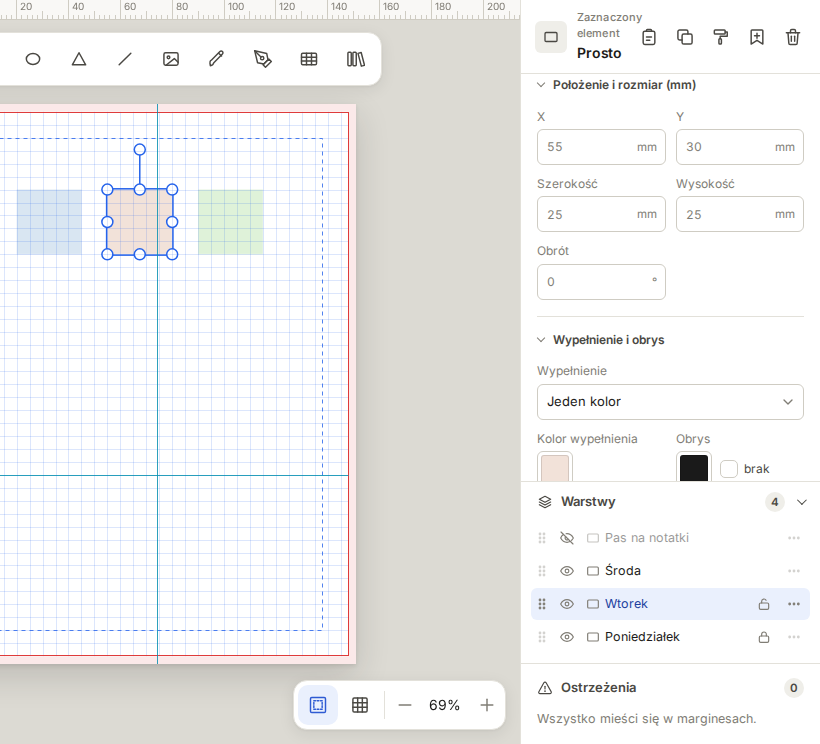 20 40 60 80 100 120 140 160 180 200
Zaznaczony
element
Prosto
Położenie i rozmiar (mm)
X Y
55 mm 30 mm
Szerokość Wysokość
25 mm 25 mm
Obrót
0 °
Wypełnienie i obrys
Wypełnienie
Jeden kolor
Kolor wypełnienia Obrys
brak
Warstwy 4
Pas na notatki
Środa
Wtorek
Poniedziałek
69%
Ostrzeżenia 0
Wszystko mieści się w marginesach.